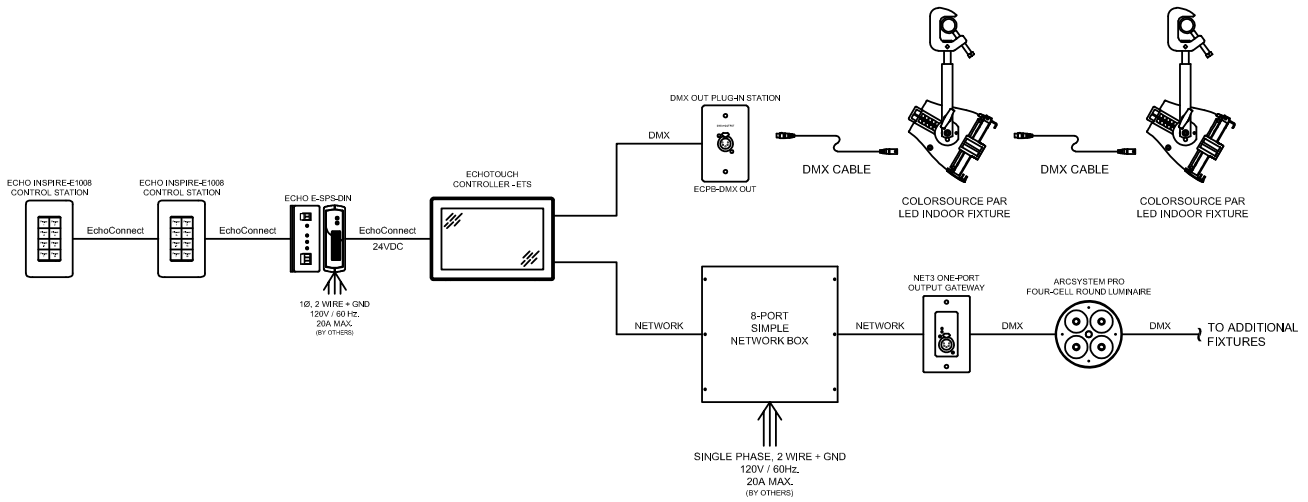 DMX OUT PLUG-IN STATION
DMX
ECPB-DMX OUT
DMX CABLE
COLORSOURCE PAR
LED INDOOR FIXTURE
DMX CABLE
COLORSOURCE PAR
LED INDOOR FIXTURE
ECHO INSPIRE-E1008
CONTROL STATION
EchoConnect
ECHO INSPIRE-E1008
CONTROL STATION
EchoConnect
ECHO E-SPS-DIN
1Ø, 2 WIRE + GND
120V / 60 Hz.
20A MAX.
(BY OTHERS)
EchoConnect
24VDC
ECHOTOUCH
CONTROLLER - ETS
NETWORK
8-PORT
SIMPLE
NETWORK BOX
SINGLE PHASE, 2 WIRE + GND
120V / 60Hz.
20A MAX.
(BY OTHERS)
NETWORK
NET3 ONE-PORT
OUTPUT GATEWAY
DMX
ARCSYSTEM PRO
FOUR-CELL ROUND LUMINAIRE
DMX
TO ADDITIONAL
FIXTURES